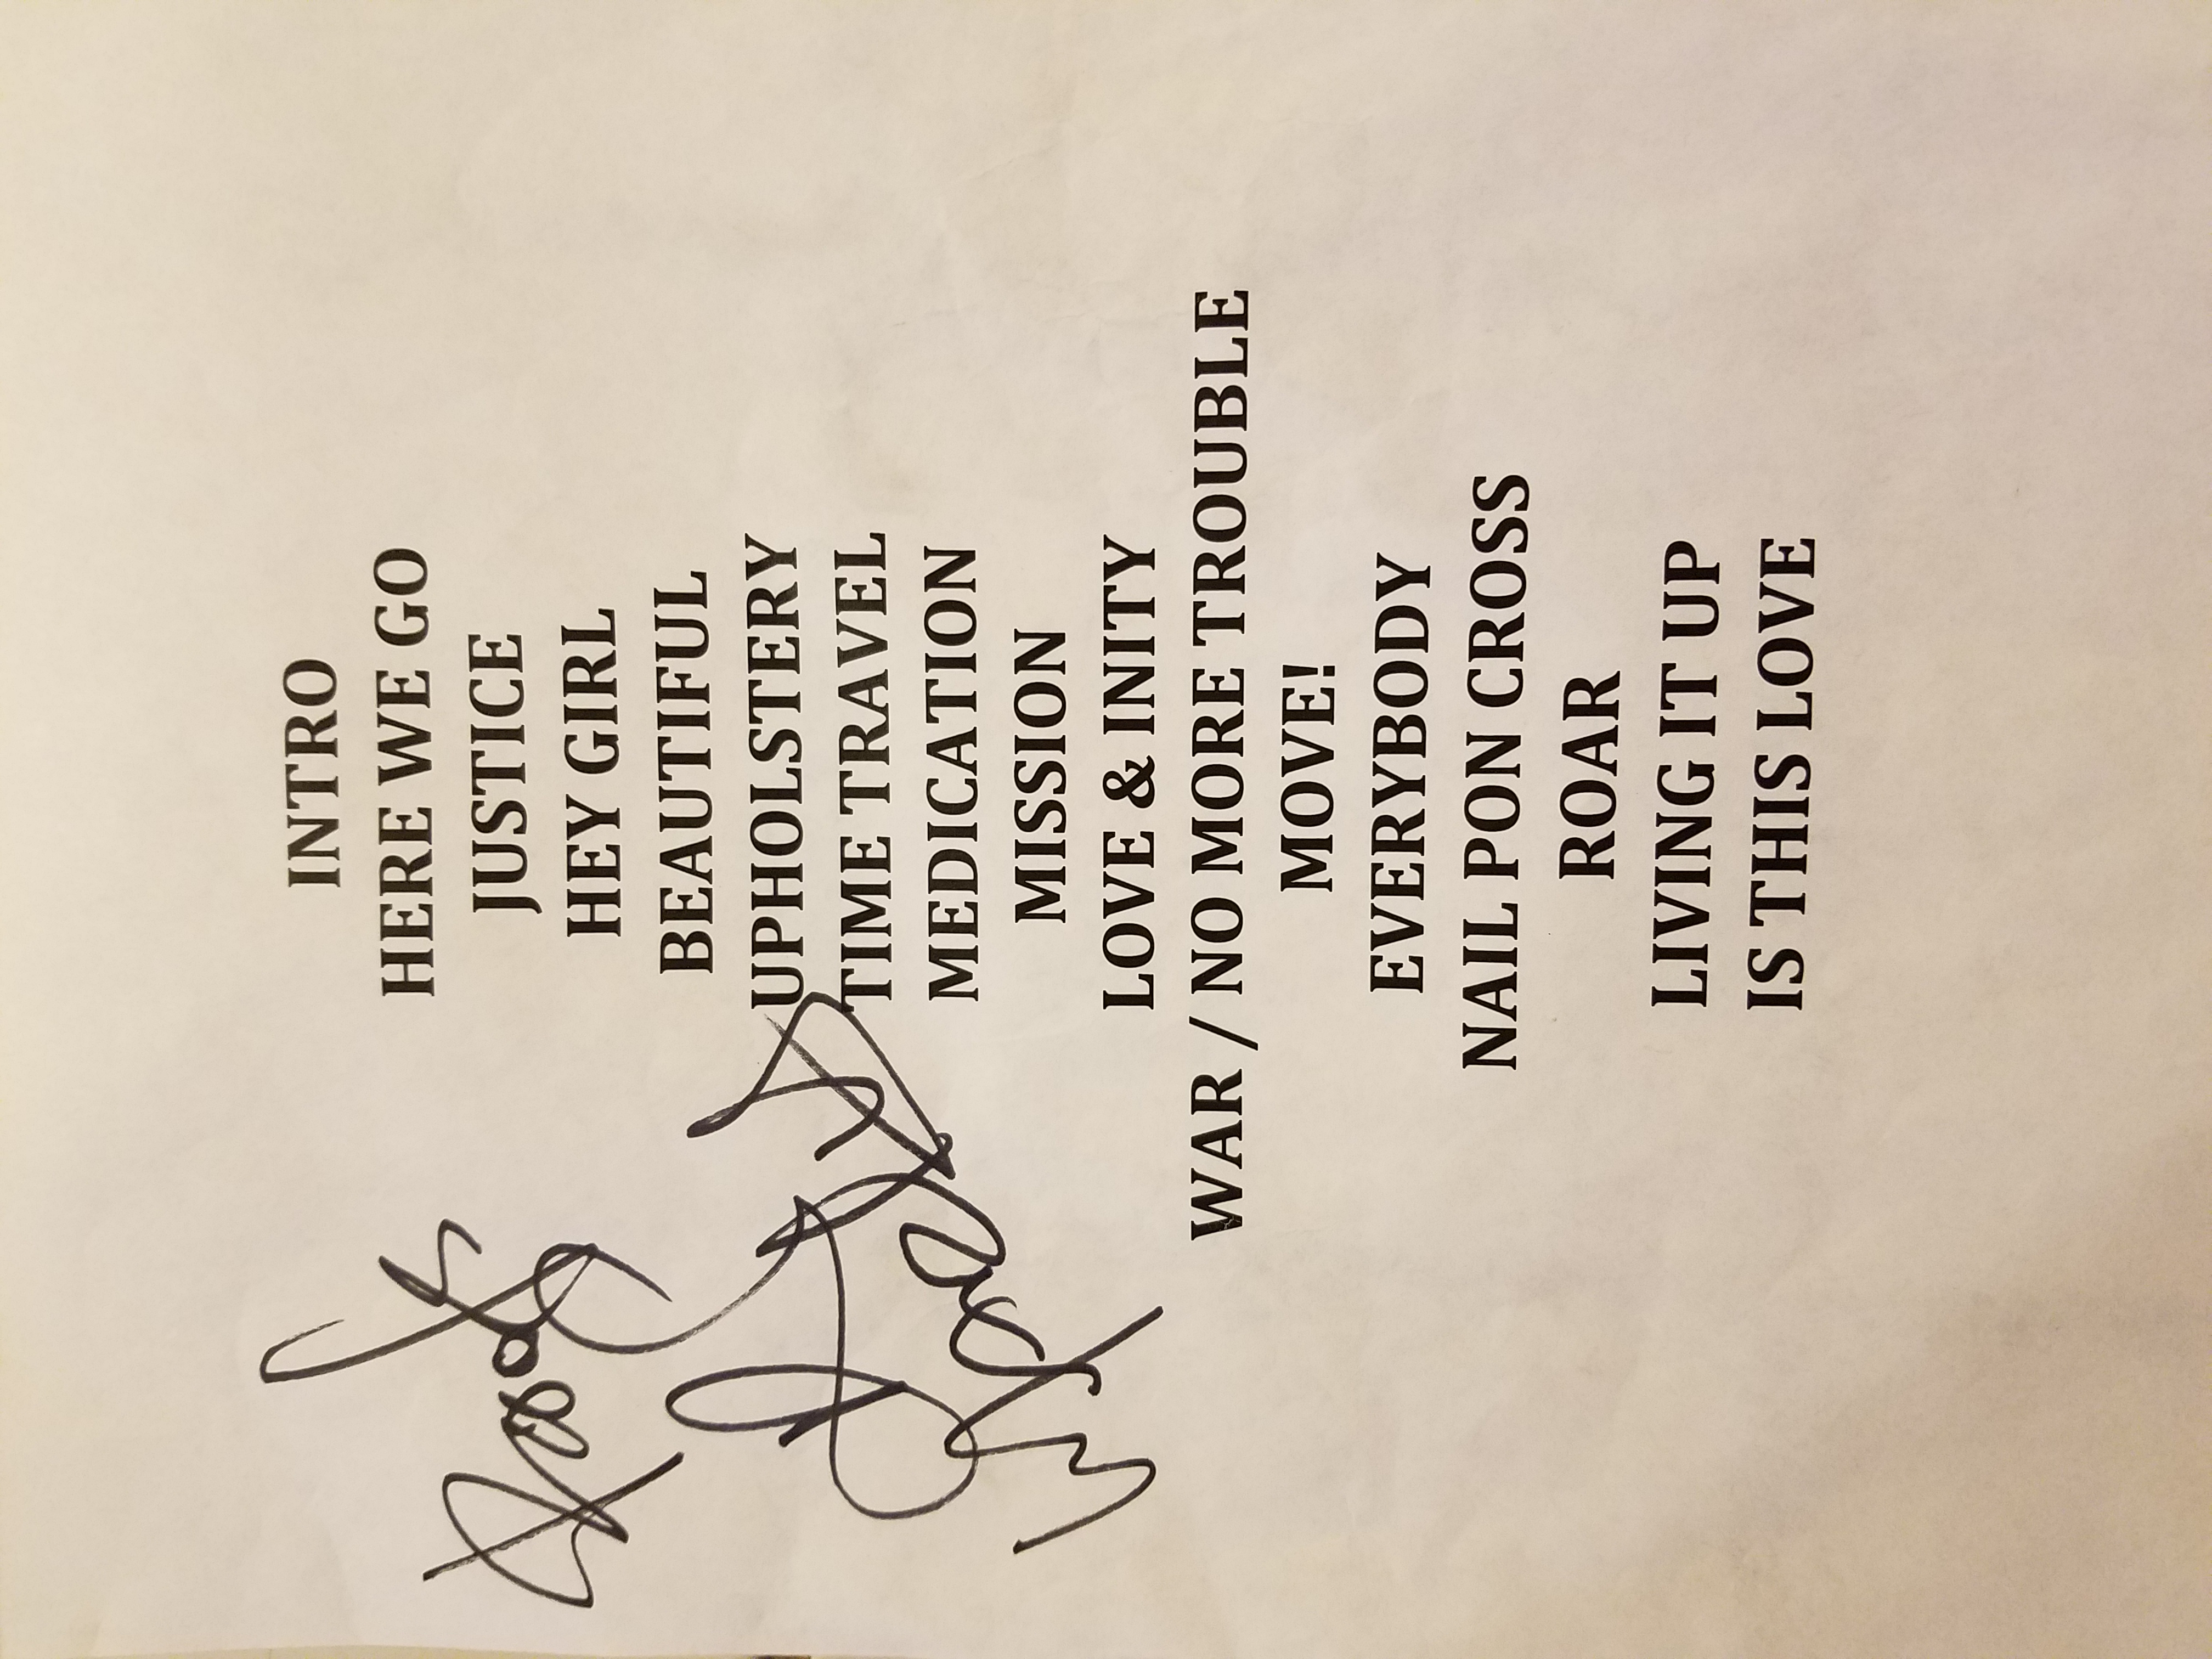 INTRO
HERE WE GO
JUSTICE
HEY GIRL
BEAUTIFUL
UPHOLSTERY
TIME TRAVEL
MEDICATION
MISSION
LOVE & INITY
WAR / NO MORE TROUBLE
MOVE!
EVERYBODY
NAIL PON CROSS
ROAR
LIVING IT UP
IS THIS LOVE